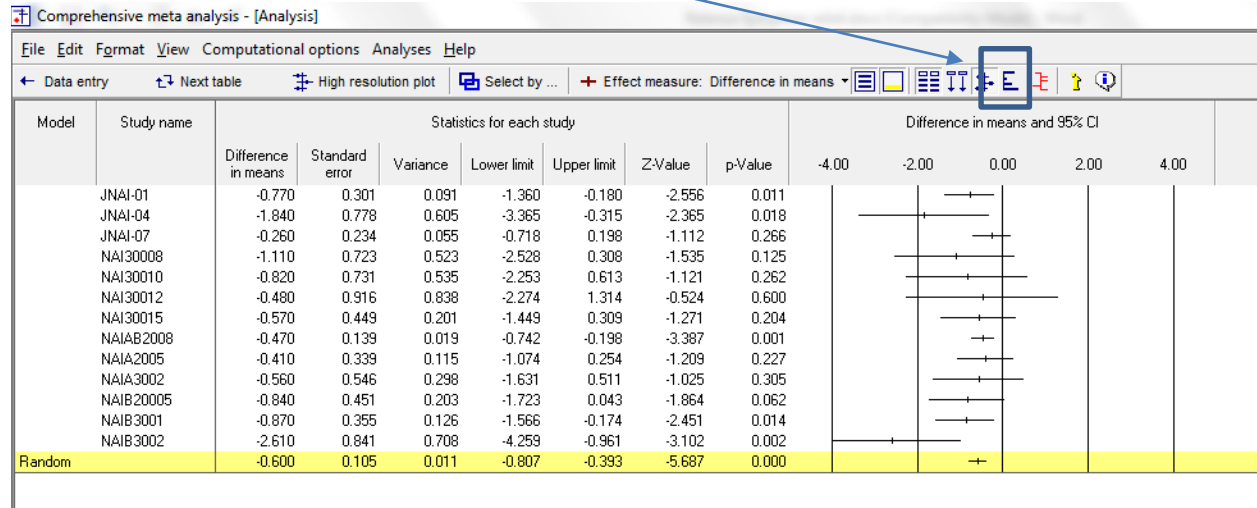 Comprehensive meta analysis - [Analysis]
File Edit Format View Computational options Analyses Help
← Data entry Next table High resolution plot Select by ... Effect measure: Difference in means
Model Study name Statistics for each study Difference in means and 95% CI
Difference in means Standard error Variance Lower limit Upper limit Z-Value p-Value -4.00 -2.00 0.00 2.00 4.00
JNAI-01 -0.770 0.301 0.091 -1.360 -0.180 -2.556 0.011
JNAI-04 -1.840 0.778 0.605 -3.365 -0.315 -2.365 0.018
JNAI-07 -0.260 0.234 0.055 -0.718 0.198 -1.112 0.266
NAI30008 -1.110 0.723 0.523 -2.528 0.308 -1.535 0.125
NAI30010 -0.820 0.731 0.535 -2.253 0.613 -1.121 0.262
NAI30012 -0.480 0.916 0.838 -2.274 1.314 -0.524 0.600
NAI30015 -0.570 0.449 0.201 -1.449 0.309 -1.271 0.204
NAIAB2008 -0.470 0.139 0.019 -0.742 -0.198 -3.387 0.001
NAIA2005 -0.410 0.339 0.115 -1.074 0.254 -1.209 0.227
NAIA3002 -0.560 0.546 0.298 -1.631 0.511 -1.025 0.305
NAIB20005 -0.840 0.451 0.203 -1.723 0.043 -1.864 0.062
NAIB3001 -0.870 0.355 0.126 -1.566 -0.174 -2.451 0.014
NAIB3002 -2.610 0.841 0.708 -4.259 -0.961 -3.102 0.002
Random -0.600 0.105 0.011 -0.807 -0.393 -5.687 0.000